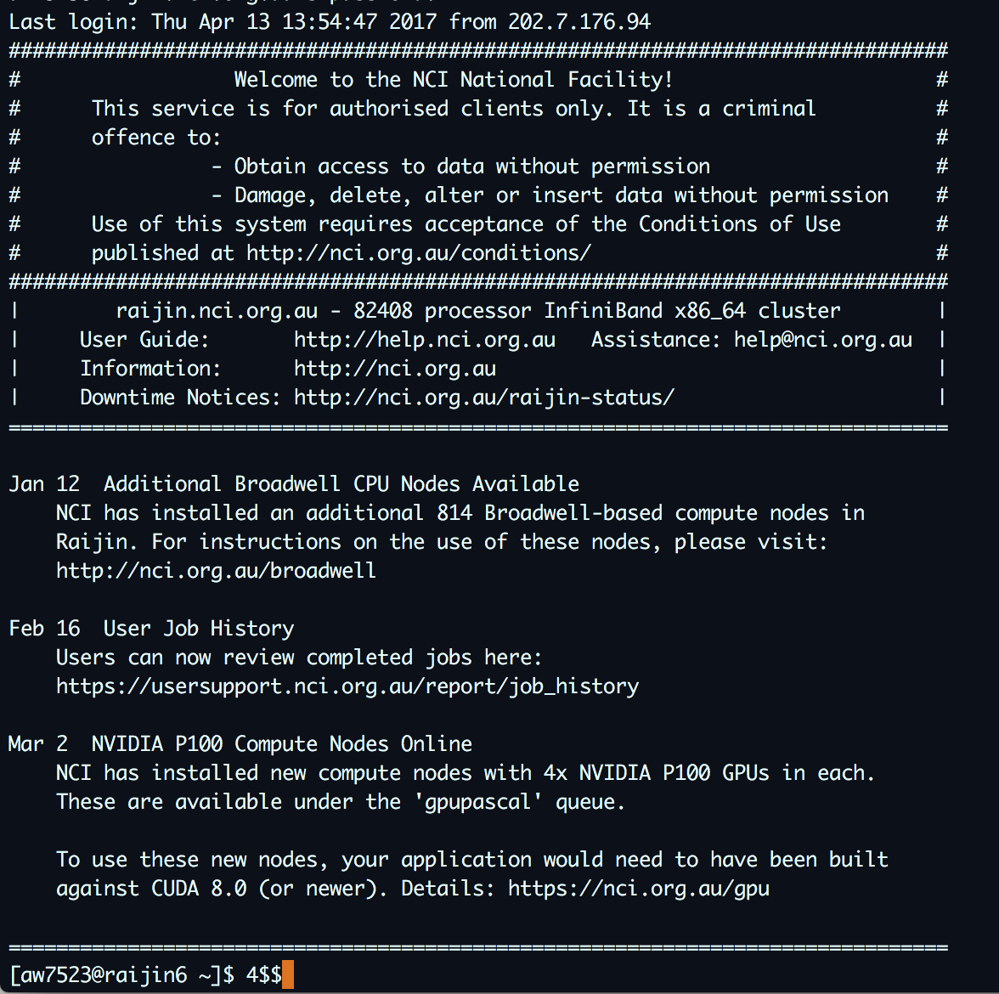 Last login: Thu Apr 13 13:54:47 2017 from 202.7.176.94
###############################################################################
#                  Welcome to the NCI National Facility!                      #
#      This service is for authorised clients only. It is a criminal          #
#      offence to:                                                            #
#                - Obtain access to data without permission                   #
#                - Damage, delete, alter or insert data without permission    #
#      Use of this system requires acceptance of the Conditions of Use        #
#      published at http://nci.org.au/conditions/                             #
###############################################################################
|        raijin.nci.org.au - 82408 processor InfiniBand x86_64 cluster        |
|     User Guide:       http://help.nci.org.au   Assistance: help@nci.org.au  |
|     Information:      http://nci.org.au                                     |
|     Downtime Notices: http://nci.org.au/raijin-status/                      |
===============================================================================
Jan 12  Additional Broadwell CPU Nodes Available
    NCI has installed an additional 814 Broadwell-based compute nodes in
    Raijin. For instructions on the use of these nodes, please visit:
    http://nci.org.au/broadwell
Feb 16  User Job History
    Users can now review completed jobs here:
    https://usersupport.nci.org.au/report/job_history
Mar 2  NVIDIA P100 Compute Nodes Online
    NCI has installed new compute nodes with 4x NVIDIA P100 GPUs in each.
    These are available under the 'gpupascal' queue.
    To use these new nodes, your application would need to have been built
    against CUDA 8.0 (or newer). Details: https://nci.org.au/gpu
===============================================================================
[aw7523@raijin6 ~]$ 4$$